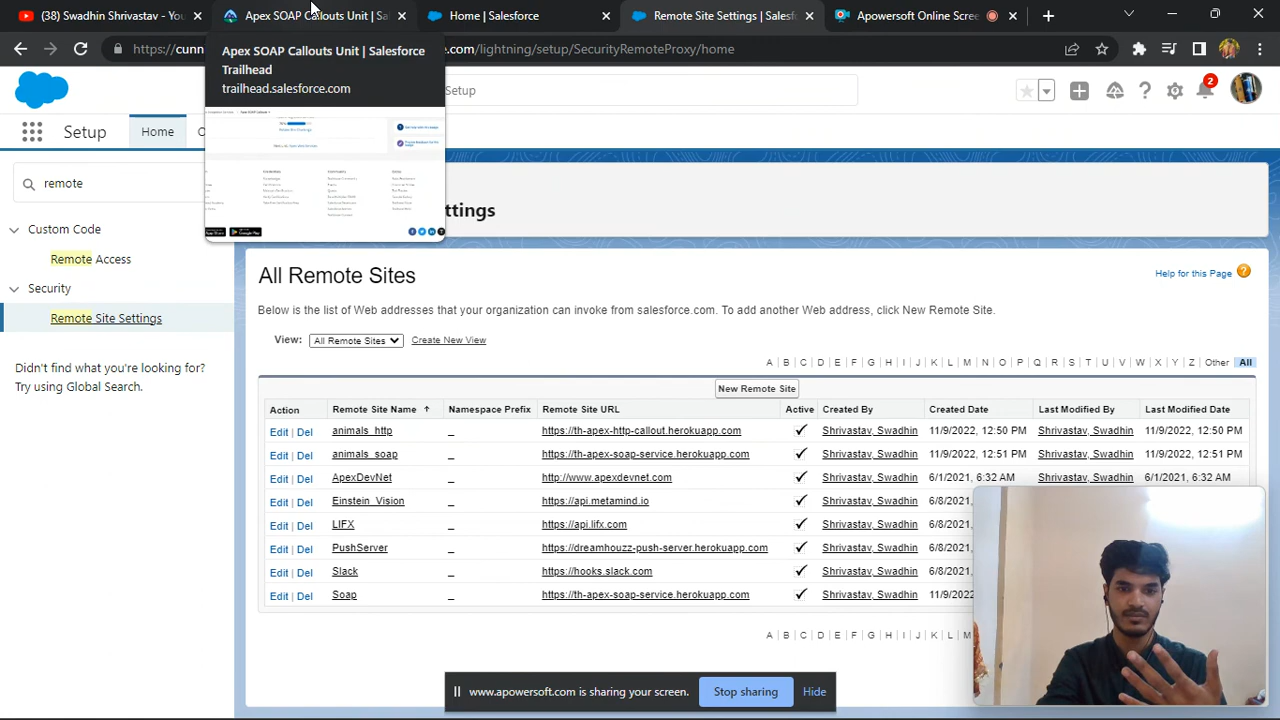 (38) Swadhin Shrivastav - You
Apex SOAP Callouts Unit | Sal
Home | Salesforce
Remote Site Settings | Salesf
Apowersoft Online Scree
https://cunn
e.com/lightning/setup/SecurityRemoteProxy/home
Apex SOAP Callouts Unit | Salesforce
Trailhead
trailhead.salesforce.com
Setup
2
Setup
Home
ttings
Custom Code
Remote Access
Security
Remote Site Settings
Didn't find what you're looking for?
Try using Global Search.
All Remote Sites
Help for this Page ?
Below is the list of Web addresses that your organization can invoke from salesforce.com. To add another Web address, click New Remote Site.
View: All Remote Sites Create New View
A | B | C | D | E | F | G | H | I | J | K | L | M | N | O | P | Q | R | S | T | U | V | W | X | Y | Z | Other | All
New Remote Site
Action Remote Site Name ↑ Namespace Prefix Remote Site URL Active Created By Created Date Last Modified By Last Modified Date
Edit | Del animals_http _ https://th-apex-http-callout.herokuapp.com ✓ Shrivastav, Swadhin 11/9/2022, 12:50 PM Shrivastav, Swadhin 11/9/2022, 12:50 PM
Edit | Del animals_soap _ https://th-apex-soap-service.herokuapp.com ✓ Shrivastav, Swadhin 11/9/2022, 12:51 PM Shrivastav, Swadhin 11/9/2022, 12:51 PM
Edit | Del ApexDevNet _ http://www.apexdevnet.com ✓ Shrivastav, Swadhin 6/1/2021, 6:32 AM Shrivastav, Swadhin 6/1/2021, 6:32 AM
Edit | Del Einstein_Vision _ https://api.metamind.io ✓ Shrivastav, Swadhin 6/8/2021
Edit | Del LIFX _ https://api.lifx.com ✓ Shrivastav, Swadhin 6/8/2021
Edit | Del PushServer _ https://dreamhouzz-push-server.herokuapp.com ✓ Shrivastav, Swadhin 6/8/2021
Edit | Del Slack _ https://hooks.slack.com ✓ Shrivastav, Swadhin 6/8/2021
Edit | Del Soap _ https://th-apex-soap-service.herokuapp.com ✓ Shrivastav, Swadhin 11/9/202
A | B | C | D | E | F | G | H | I | J | K | L | M
www.apowersoft.com is sharing your screen. Stop sharing Hide